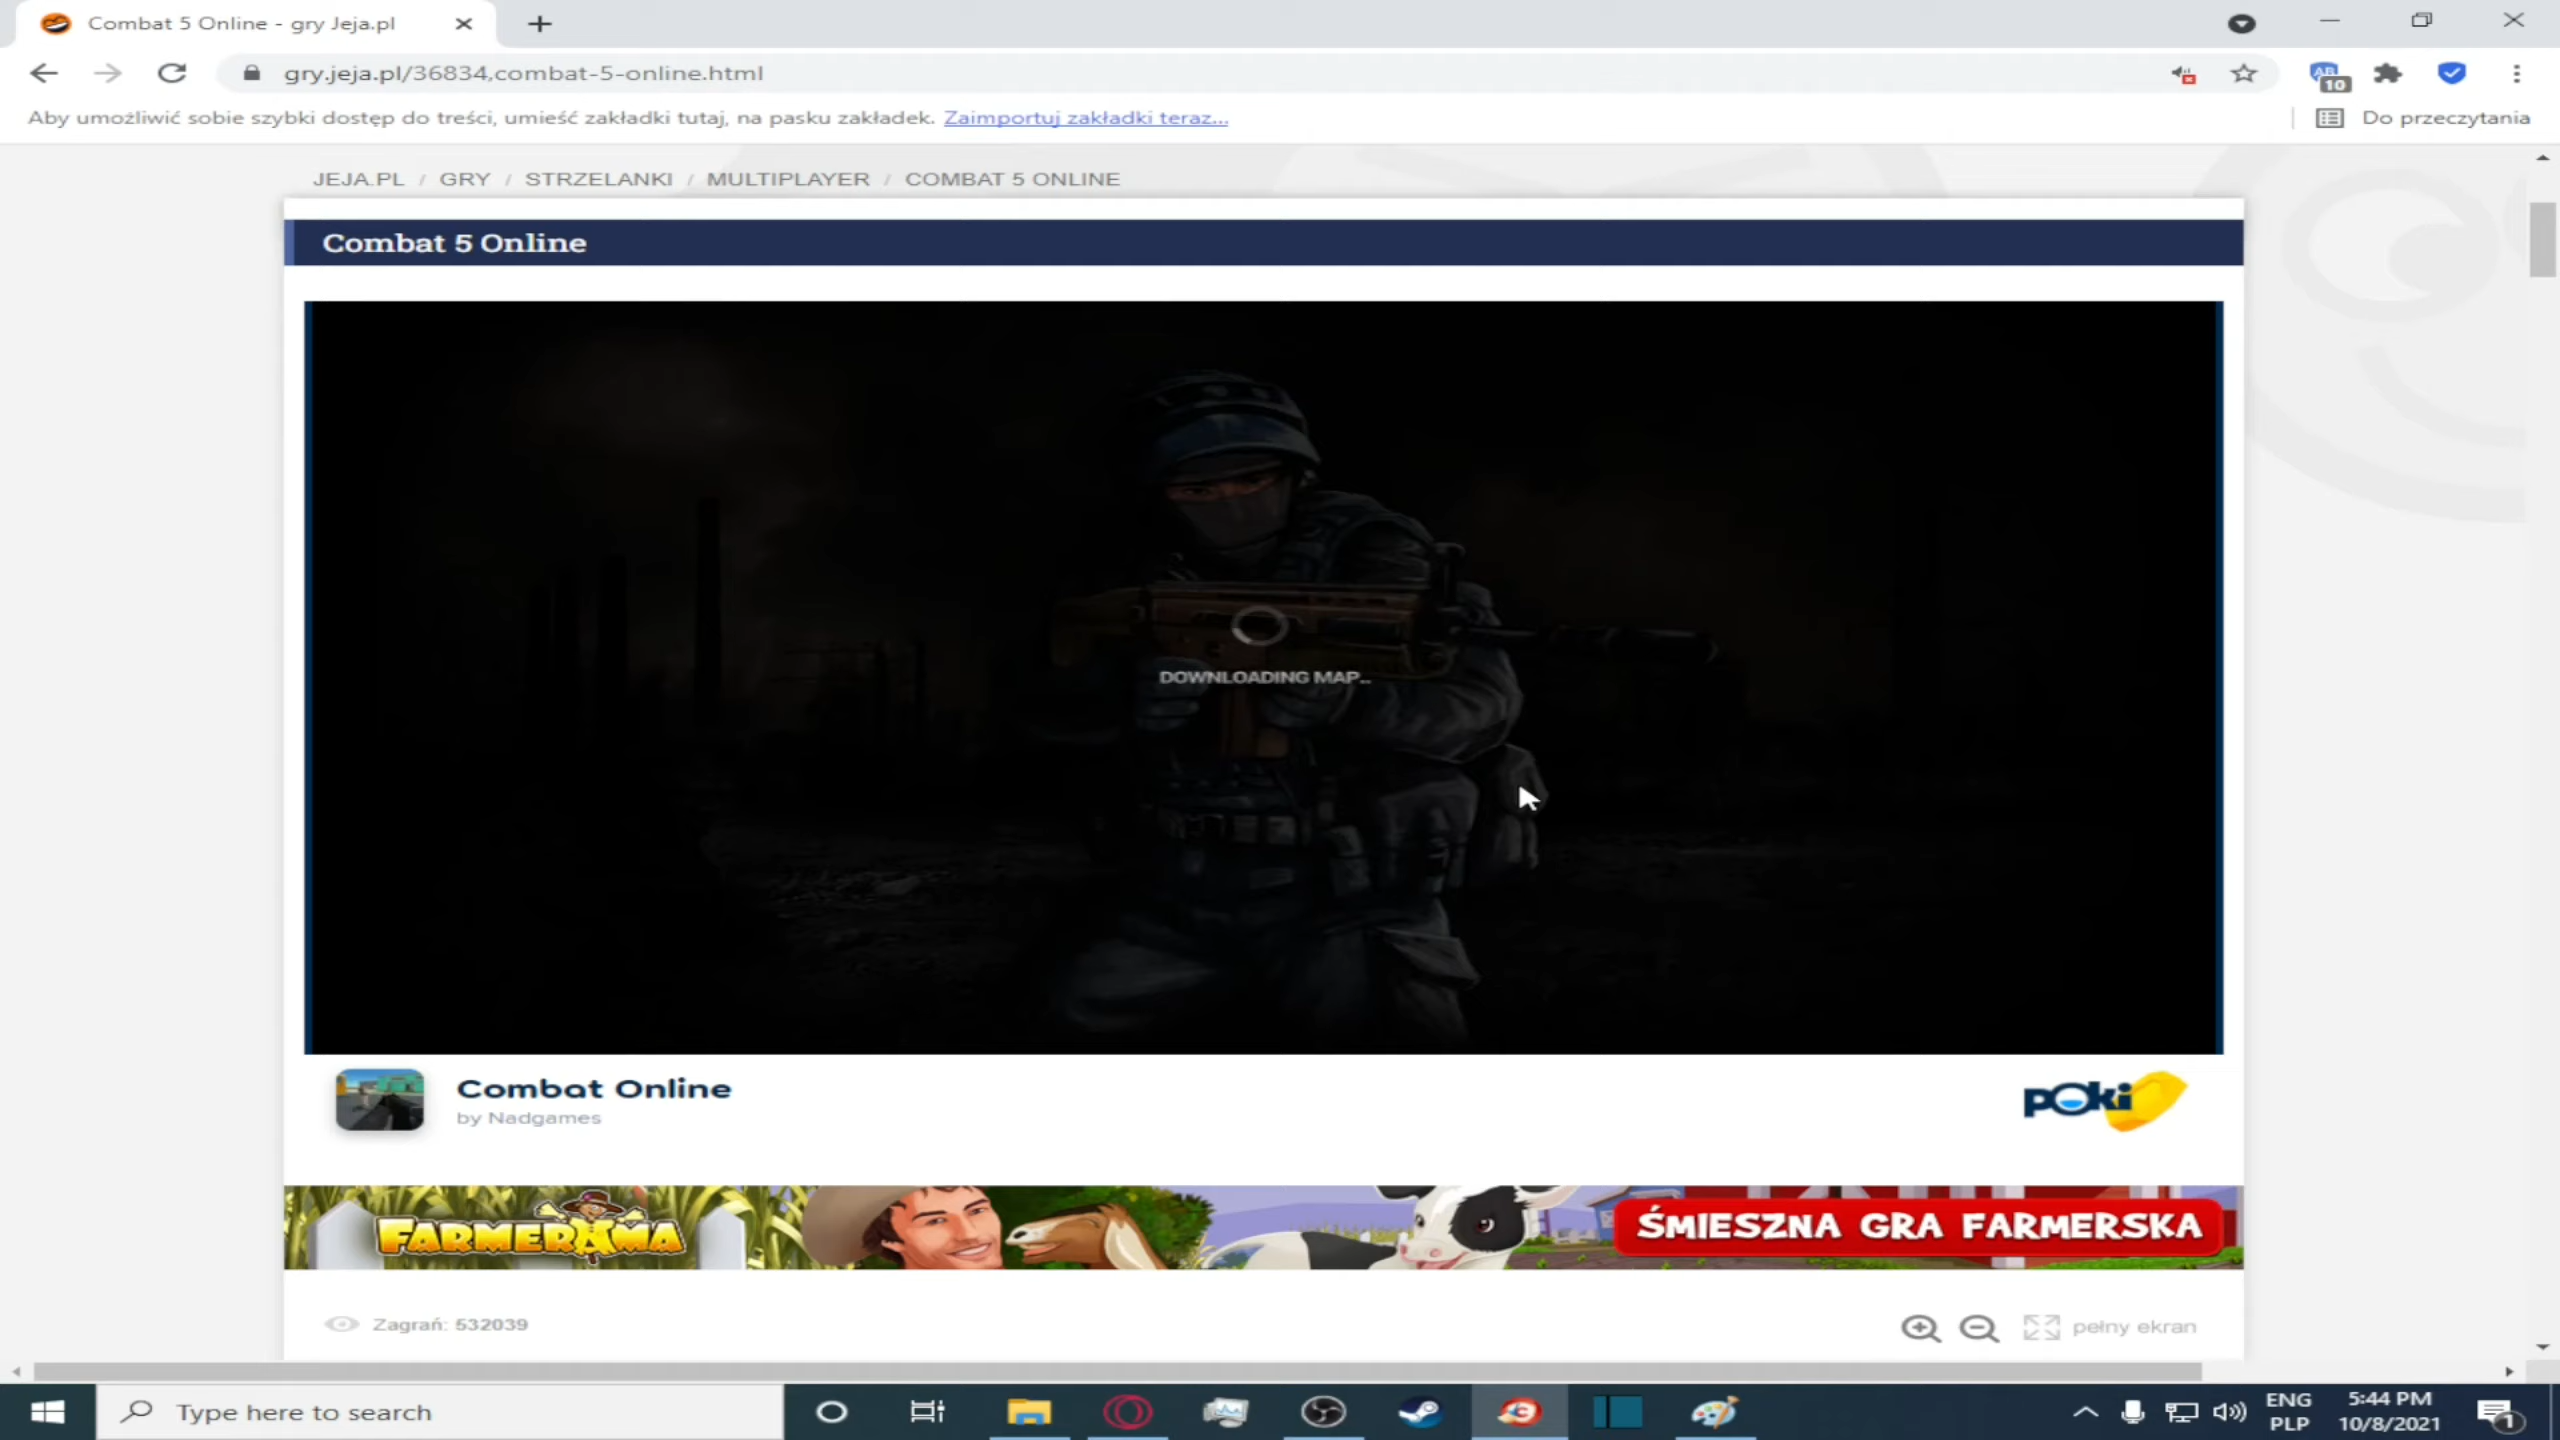 Combat 5 Online - gry Jeja.pl
gry.jeja.pl/36834,combat-5-online.html
AB
10
Aby umożliwić sobie szybki dostęp do treści, umieść zakładki tutaj, na pasku zakładek. Zaimportuj zakładki teraz...
Do przeczytania
JEJA.PL / GRY / STRZELANKI / MULTIPLAYER / COMBAT 5 ONLINE
Combat 5 Online
DOWNLOADING MAP..
Combat Online
by Nadgames
poki
FARMERAMA
ŚMIESZNA GRA FARMERSKA
Zagrań: 532039
pełny ekran
Type here to search
ENG
PLP
5:44 PM
10/8/2021
1